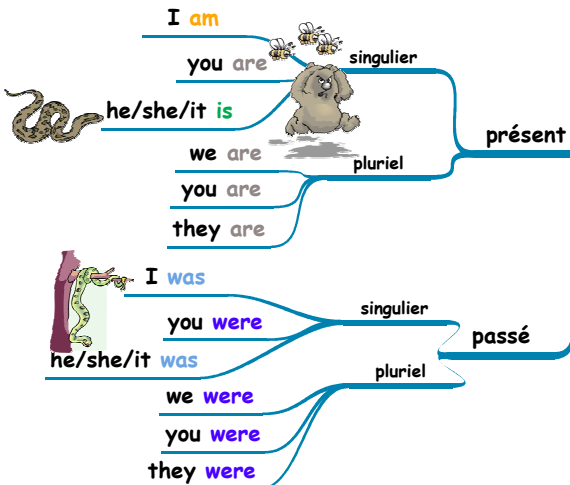 I am
you are
singulier
he/she/it is
présent
we are
pluriel
you are
they are
I was
singulier
you were
passé
he/she/it was
pluriel
we were
you were
they were